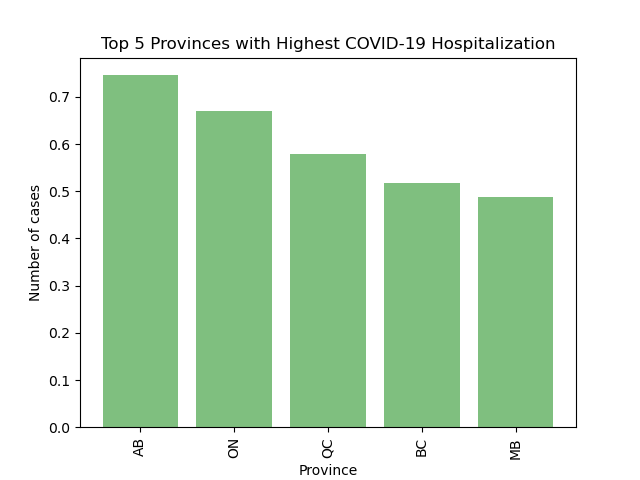 Top 5 Provinces with Highest COVID-19 Hospitalization
Number of cases
0.7
0.6
0.5
0.4
0.3
0.2
0.1
0.0
AB
ON
QC
BC
MB
Province